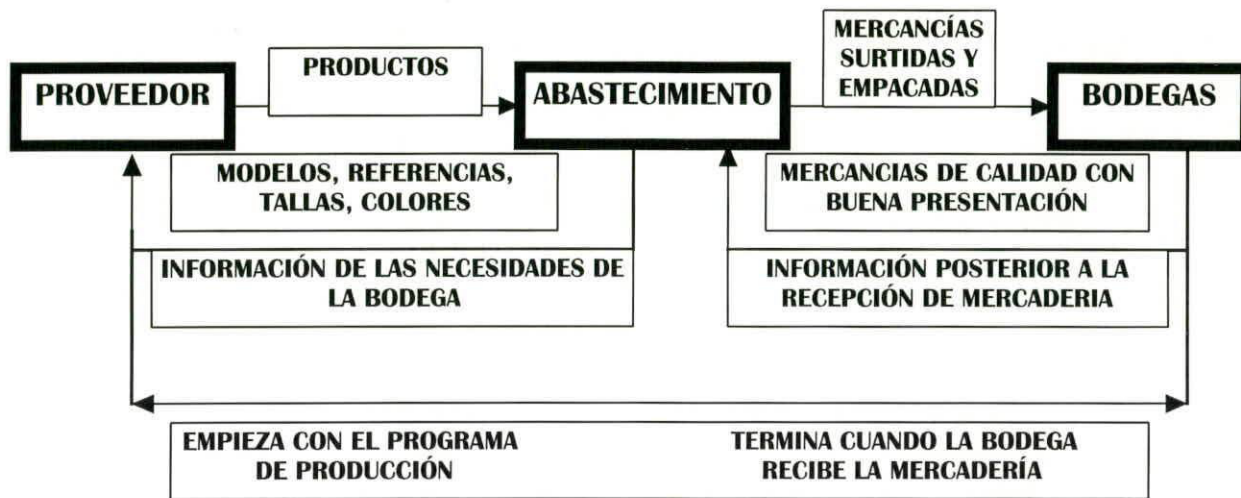 PROVEEDOR
PRODUCTOS
ABASTECIMIENTO
MERCANCÍAS
SURTIDAS Y
EMPACADAS
BODEGAS
MODELOS, REFERENCIAS,
TALLAS, COLORES
MERCANCIAS DE CALIDAD CON
BUENA PRESENTACIÓN
INFORMACIÓN DE LAS NECESIDADES DE
LA BODEGA
INFORMACIÓN POSTERIOR A LA
RECEPCIÓN DE MERCADERIA
EMPIEZA CON EL PROGRAMA
DE PRODUCCIÓN
TERMINA CUANDO LA BODEGA
RECIBE LA MERCADERÍA